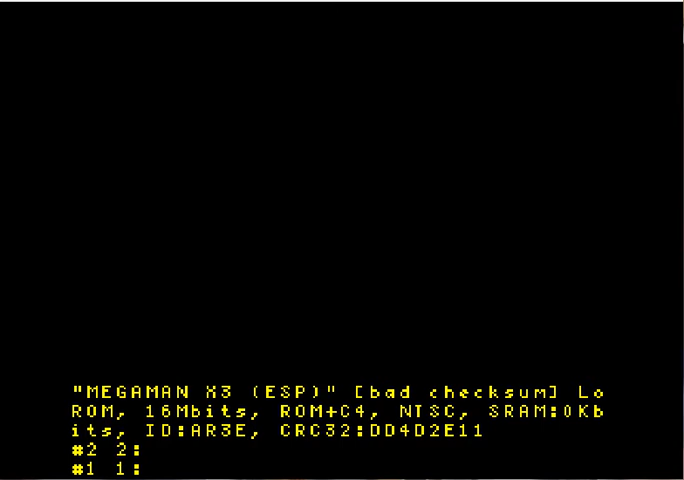 "MEGAMAN X3 (ESP)" [bad checksum] Lo
ROM, 16Mbits, ROM+C4, NTSC, SRAM:0Kb
its, ID:AR3E, CRC32:DD4D2E11
#2 2:
#1 1: